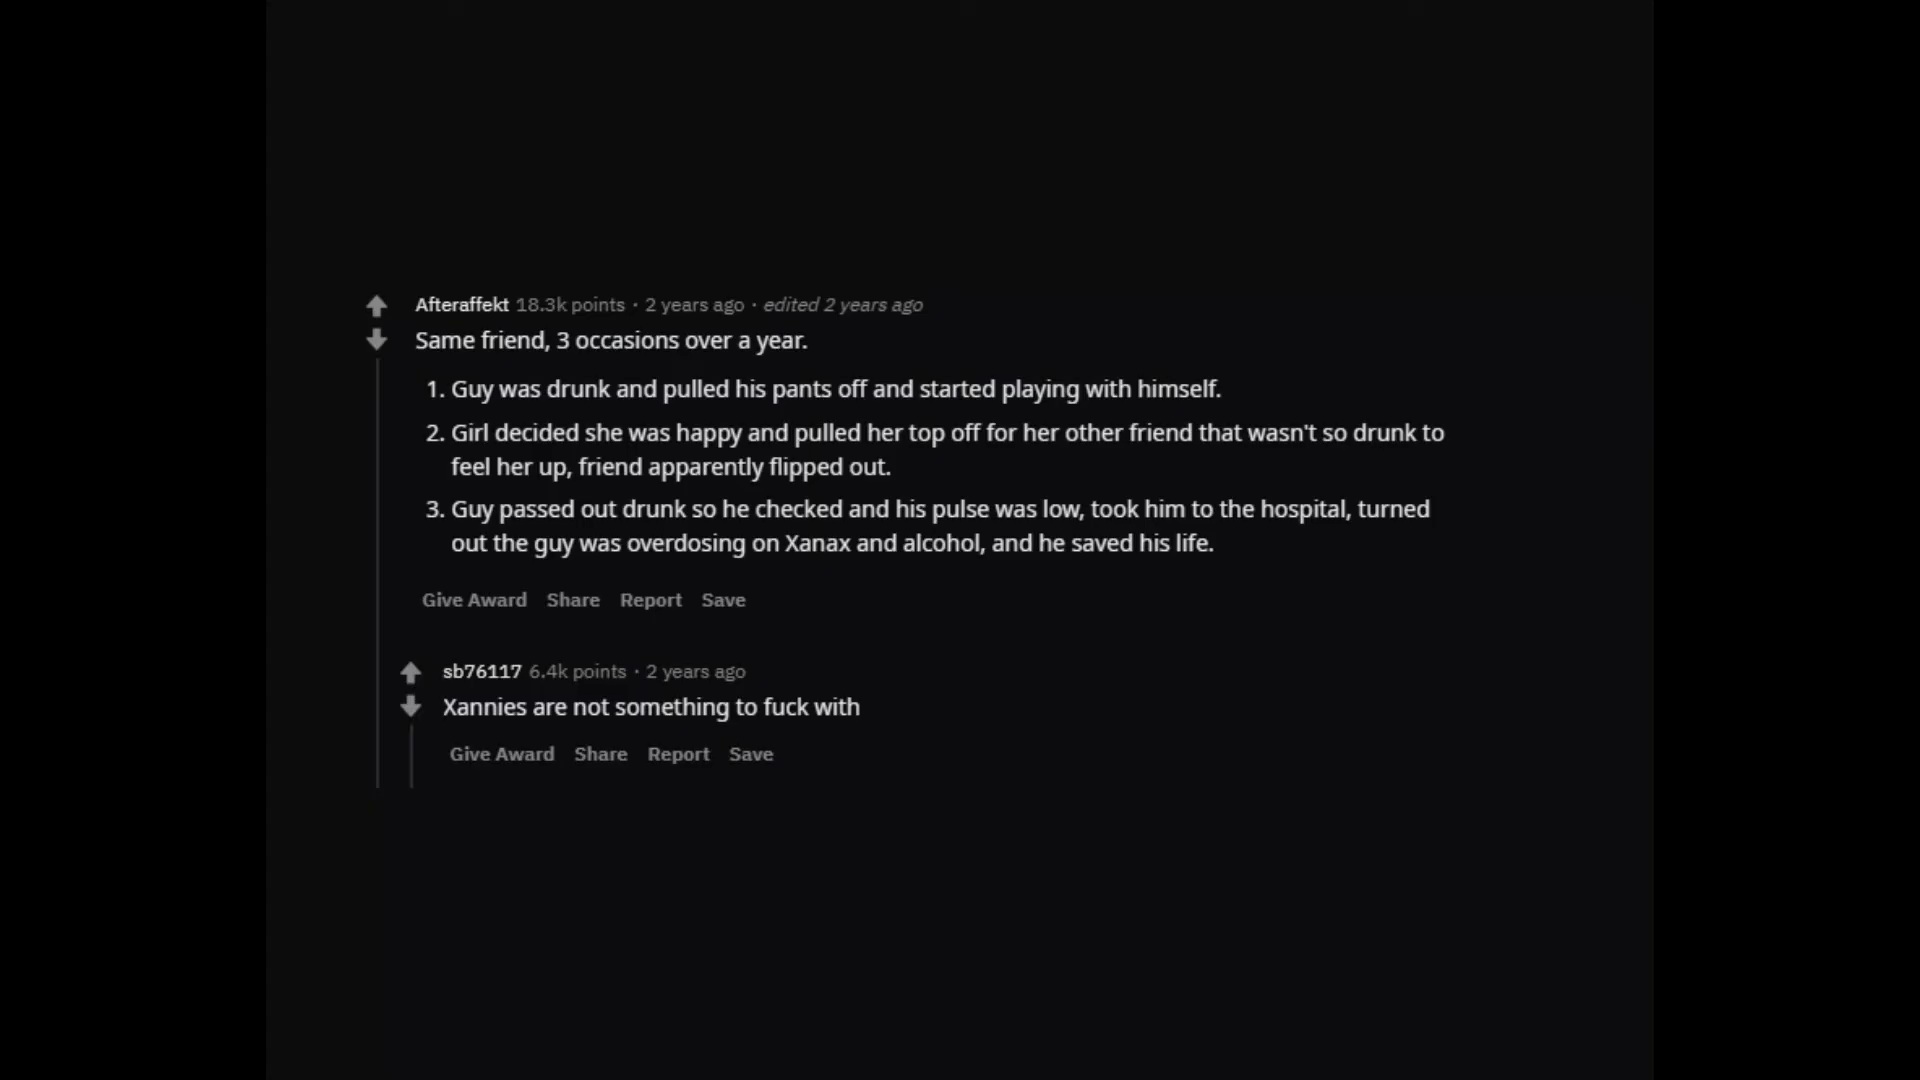 Afteraffekt 18.3k points · 2 years ago · edited 2 years ago
Same friend, 3 occasions over a year.
1. Guy was drunk and pulled his pants off and started playing with himself.
2. Girl decided she was happy and pulled her top off for her other friend that wasn't so drunk to
feel her up, friend apparently flipped out.
3. Guy passed out drunk so he checked and his pulse was low, took him to the hospital, turned
out the guy was overdosing on Xanax and alcohol, and he saved his life.
Give Award Share Report Save
sb76117 6.4k points · 2 years ago
Xannies are not something to fuck with
Give Award Share Report Save